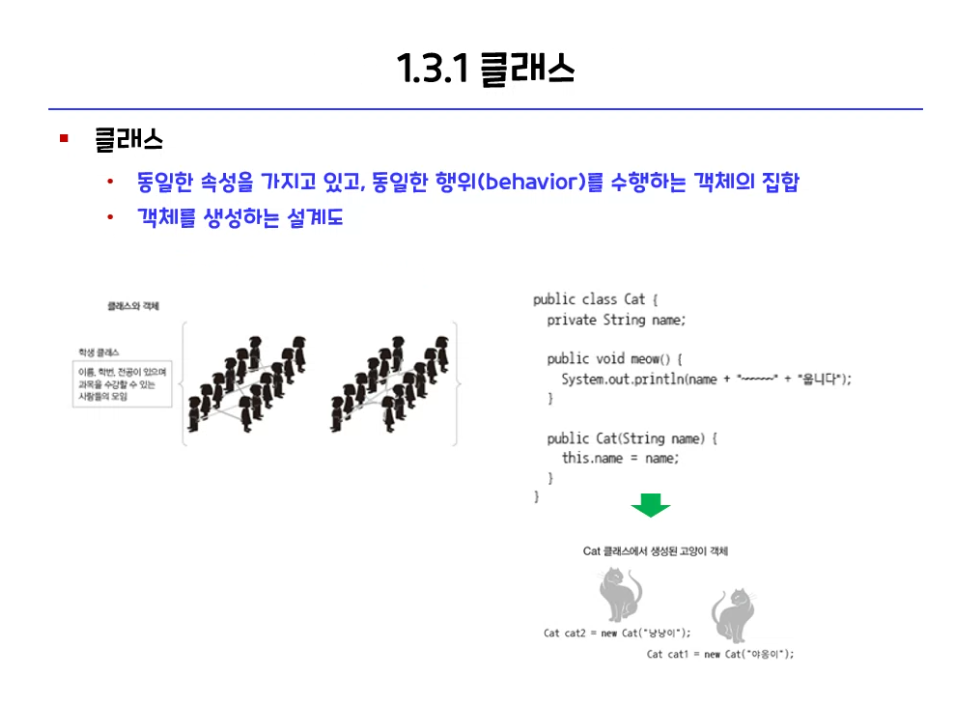 1.3.1 클래스
클래스
동일한 속성을 가지고 있고, 동일한 행위(behavior)를 수행하는 객체의 집합
객체를 생성하는 설계도
클래스와 객체
학생 클래스
이름, 학번, 전공이 있으며
과목을 수강할 수 있는
사람들의 모임
public class Cat {
private String name;
public void meow() {
System.out.println(name + "~~~~~~" + "웁니다");
}
public Cat(String name) {
this.name = name;
}
}
Cat 클래스에서 생성된 고양이 객체
Cat cat2 = new Cat("냥냥이");
Cat cat1 = new Cat("야옹이");